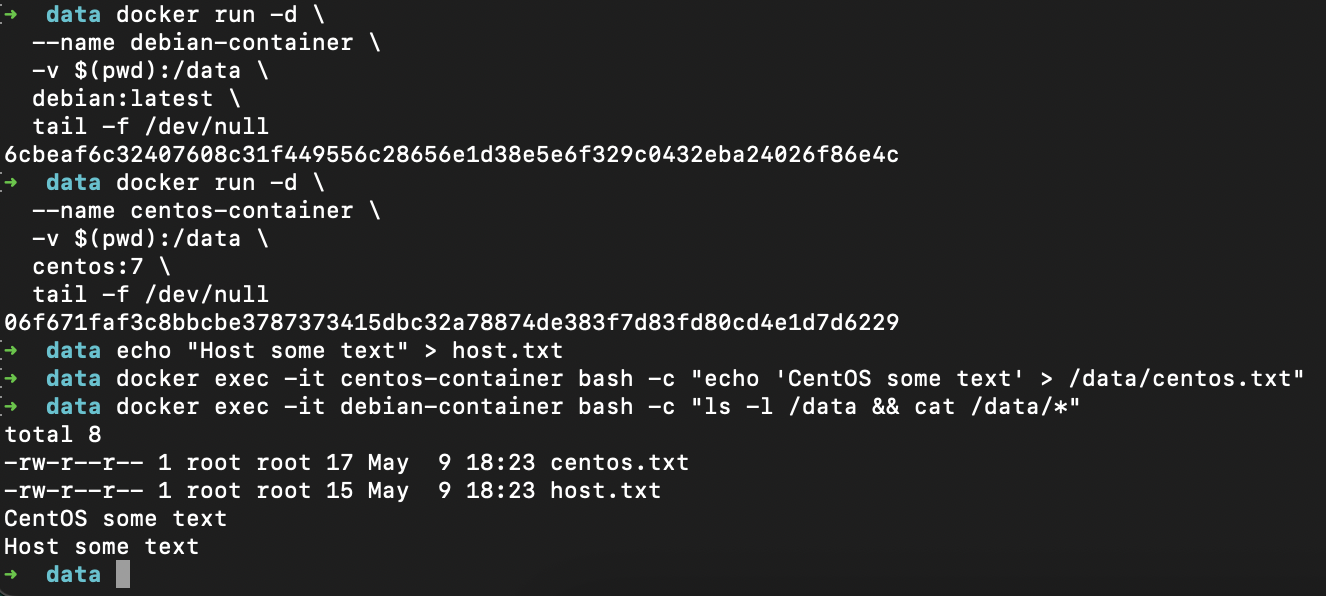 ➜  data docker run -d \
  --name debian-container \
  -v $(pwd):/data \
  debian:latest \
  tail -f /dev/null
6cbeaf6c32407608c31f449556c28656e1d38e5e6f329c0432eba24026f86e4c
➜  data docker run -d \
  --name centos-container \
  -v $(pwd):/data \
  centos:7 \
  tail -f /dev/null
06f671faf3c8bbcbe3787373415dbc32a78874de383f7d83fd80cd4e1d7d6229
➜  data echo "Host some text" > host.txt
➜  data docker exec -it centos-container bash -c "echo 'CentOS some text' > /data/centos.txt"
➜  data docker exec -it debian-container bash -c "ls -l /data && cat /data/*"
total 8
-rw-r--r-- 1 root root 17 May  9 18:23 centos.txt
-rw-r--r-- 1 root root 15 May  9 18:23 host.txt
CentOS some text
Host some text
➜  data